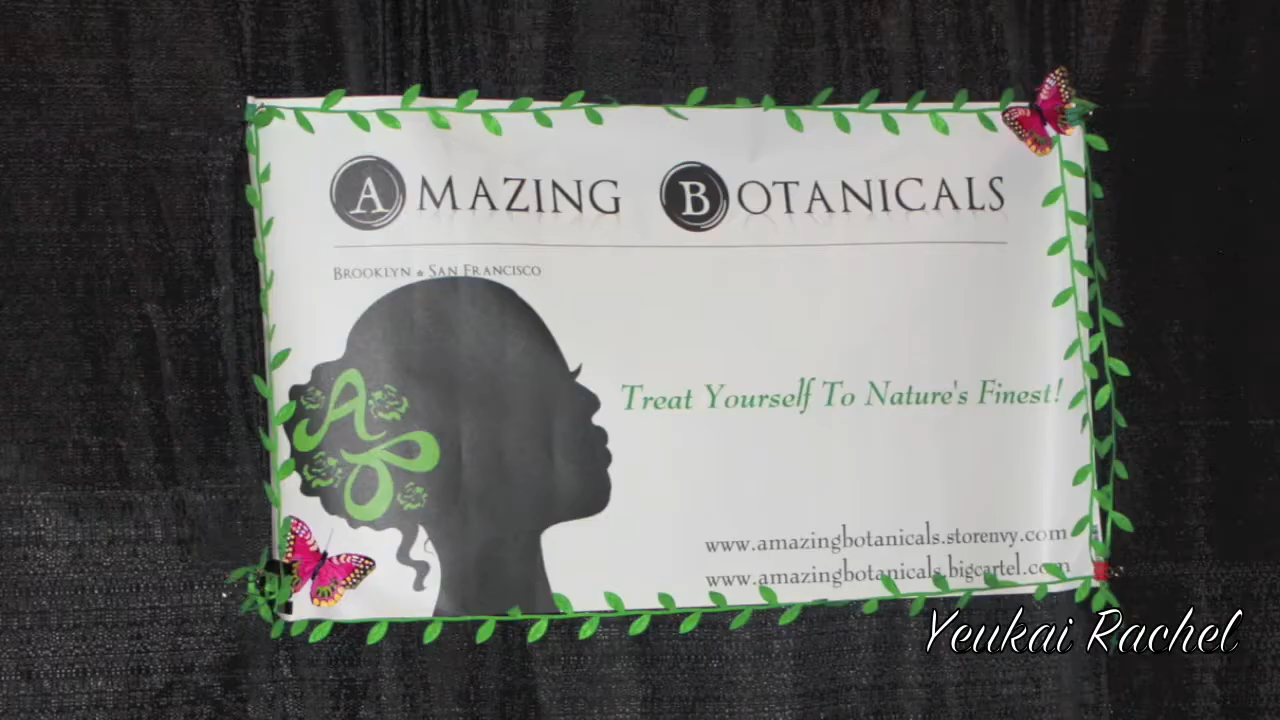 AMAZING BOTANICALS
BROOKLYN SAN FRANCISCO
Treat Yourself To Nature's Finest!
www.amazingbotanicals.storenvy.com
www.amazingbotanicals.bigcartel.com
Yeukai Rachel